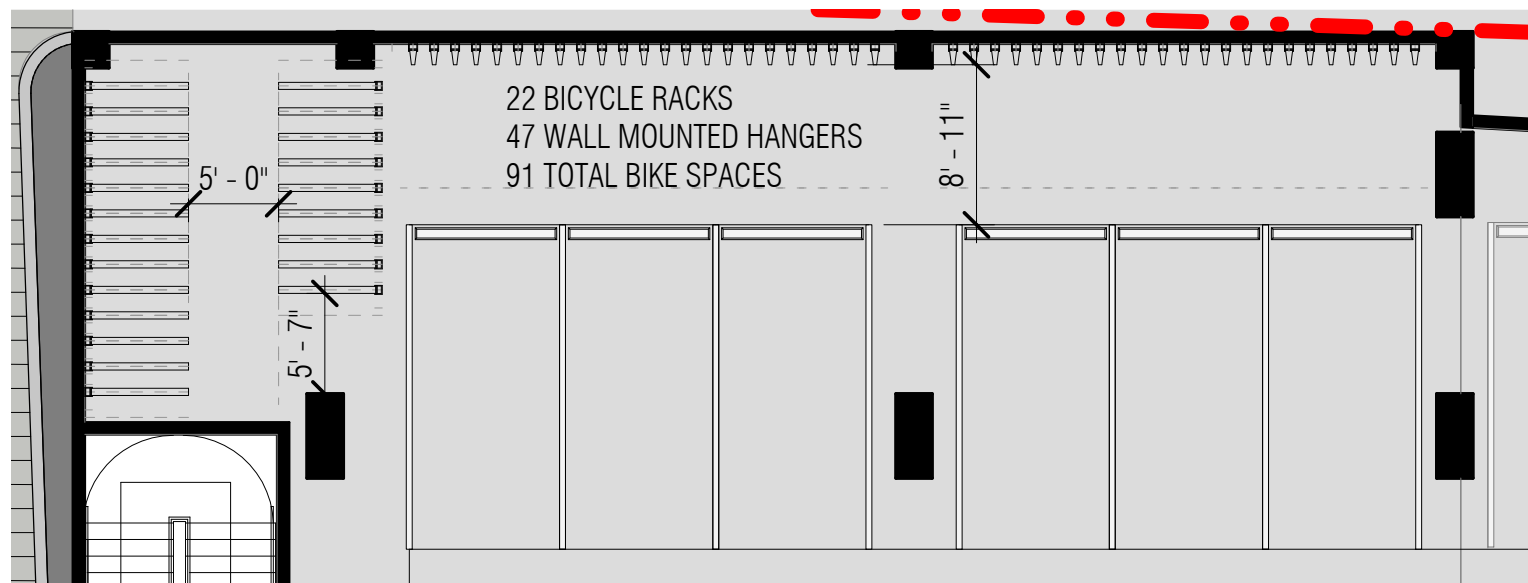 22 BICYCLE RACKS
47 WALL MOUNTED HANGERS
91 TOTAL BIKE SPACES
5' - 0"
8' - 11"
5' - 7"